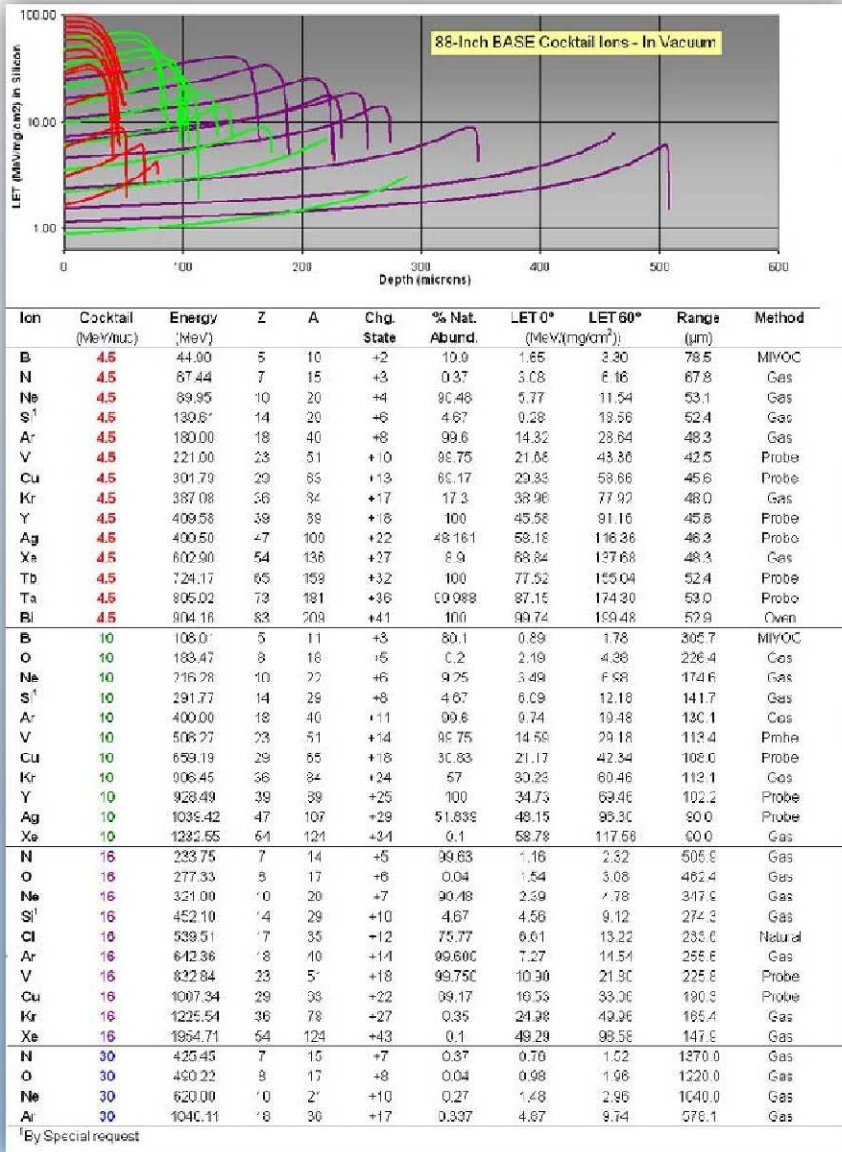 100.00
10.00
1.00
LET (MeV/mg/cm2) in Silicon
88-Inch BASE Cocktail Ions - In Vacuum
0 100 200 300 400 500 600
Depth (microns)
Ion Cocktail Energy Z A Chg. % Nat. LET 0° LET 60° Range Method
(MeV/nuc) (MeV) State Abund. (MeV/(mg/cm²)) (µm)
B 4.5 44.90 5 10 +2 19.9 1.65 3.30 78.5 MIVOC
N 4.5 67.44 7 15 +3 0.37 3.08 6.16 67.8 Gas
Ne 4.5 89.95 10 20 +4 90.48 5.77 11.54 53.1 Gas
Si¹ 4.5 139.61 14 29 +6 4.67 9.28 18.56 52.4 Gas
Ar 4.5 180.00 18 40 +8 99.6 14.32 28.64 48.3 Gas
V 4.5 221.00 23 51 +10 99.75 21.68 43.36 42.5 Probe
Cu 4.5 301.79 29 63 +13 69.17 29.33 58.66 45.6 Probe
Kr 4.5 387.08 36 +17 17.3 38.96 77.92 48.0 Gas
Y 4.5 409.58 39 89 +18 100 45.58 91.16 45.8 Probe
Ag 4.5 47 109 +22 48.161 58.18 116.36 46.3 Probe
Xe 4.5 602.90 54 136 +27 8.9 68.84 137.68 48.3 Gas
Tb 4.5 724.17 65 159 +32 100 77.52 155.04 52.4 Probe
Ta 4.5 805.02 73 181 +36 99.988 87.15 174.30 53.0 Probe
Bi 4.5 904.16 83 209 +41 100 99.74 199.48 52.9 Oven
B 10 108.01 5 11 +3 80.1 0.89 1.78 305.7 MIVOC
O 10 183.47 8 18 +5 0.2 2.19 4.38 226.4 Gas
Ne 10 216.28 10 22 +6 9.25 3.49 6.98 174.6 Gas
Si¹ 10 291.77 14 29 +8 4.67 6.09 12.18 141.7 Gas
Ar 10 400.00 18 40 +11 99.6 9.74 19.48 130.1 Gas
V 10 508.27 23 51 +14 99.75 14.59 29.18 113.4 Probe
Cu 10 659.19 29 65 +18 30.83 21.17 42.34 108.0 Probe
Kr 10 906.45 36 84 +24 57 30.23 60.46 113.1 Gas
Y 10 928.49 39 89 +25 100 34.73 69.46 102.2 Probe
Ag 10 1039.42 47 107 +29 51.839 48.15 96.30 90.0 Probe
Xe 10 1232.55 54 124 +34 0.1 58.78 117.56 90.0 Gas
N 16 233.75 7 14 +5 99.63 1.16 2.32 505.9 Gas
O 16 277.33 8 17 +6 0.04 1.54 3.08 462.4 Gas
Ne 16 321.00 10 20 +7 90.48 2.39 4.78 347.9 Gas
Si¹ 16 452.10 14 29 +10 4.67 4.56 9.12 274.3 Gas
Cl 16 539.51 17 35 +12 75.77 6.61 13.22 233.6 Natural
Ar 16 642.36 18 40 +14 99.600 7.27 14.54 255.6 Gas
V 16 832.84 23 51 +18 99.750 10.90 21.80 225.8 Probe
Cu 16 1007.34 29 63 +22 69.17 16.53 33.06 190.3 Probe
Kr 16 1225.54 36 78 +27 0.35 24.98 49.96 165.4 Gas
Xe 16 1954.71 54 124 +43 0.1 49.29 98.58 147.9 Gas
N 30 425.45 7 15 +7 0.37 0.76 1.52 1370.0 Gas
O 30 490.22 8 17 +8 0.04 0.98 1.96 1220.0 Gas
Ne 30 620.00 10 21 +10 0.27 1.48 2.96 1040.0 Gas
Ar 30 1046.11 18 36 +17 0.337 4.87 9.74 578.1 Gas
¹By Special request